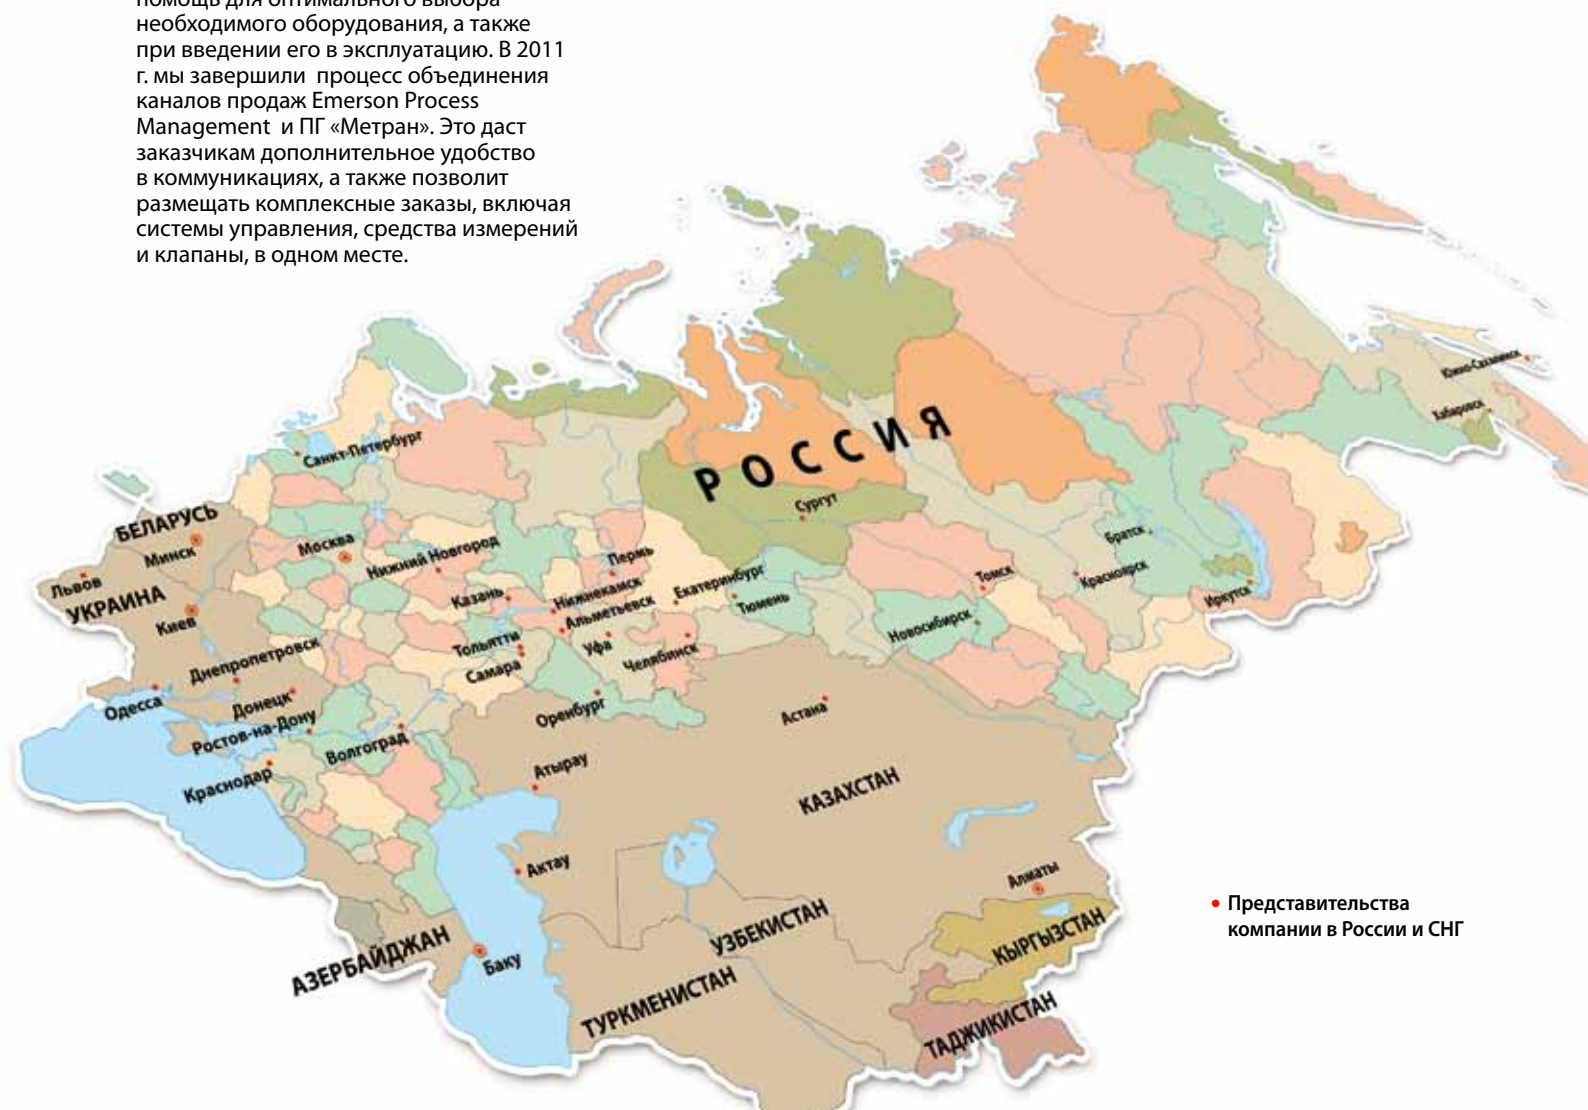 помощь для оптимального выбора
необходимого оборудования, а также
при введении его в эксплуатацию. В 2011
г. мы завершили процесс объединения
каналов продаж Emerson Process
Management и ПГ «Метран». Это даст
заказчикам дополнительное удобство
в коммуникациях, а также позволит
размещать комплексные заказы, включая
системы управления, средства измерений
и клапаны, в одном месте.
Южно-Сахалинск
Хабаровск
РОССИЯ
Санкт-Петербург
Сургут
БЕЛАРУСЬ
Минск
Москва
Нижний Новгород
Пермь
Братск
Львов
УКРАИНА
Киев
Казань
Нижнекамск
Екатеринбург
Томск
Красноярск
Альметьевск
Тюмень
Иркутск
Новосибирск
Днепропетровск
Тольятти
Уфа
Челябинск
Самара
Одесса
Донецк
Оренбург
Астана
Ростов-на-Дону
Волгоград
Краснодар
Атырау
КАЗАХСТАН
Актау
Алматы
Представительства
компании в России и СНГ
УЗБЕКИСТАН
КЫРГЫЗСТАН
АЗЕРБАЙДЖАН
Баку
ТУРКМЕНИСТАН
ТАДЖИКИСТАН